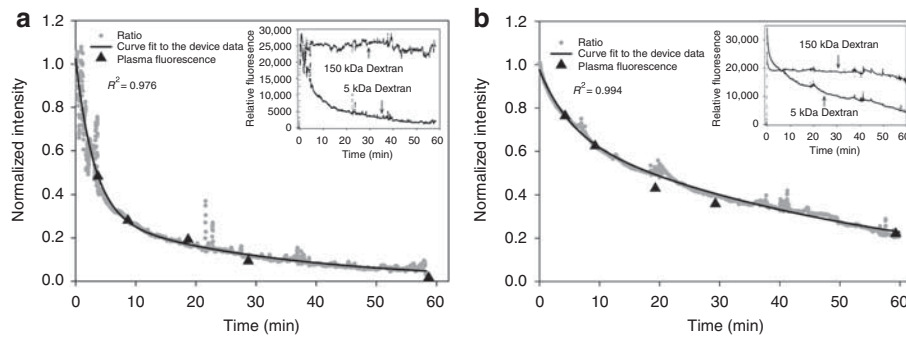 a
1.2
1.0
0.8
0.6
0.4
0.2
0.0
Normalized intensity
0
10
20
30
40
50
60
Time (min)
Ratio
Curve fit to the device data
Plasma fluorescence
R² = 0.976
30,000
25,000
20,000
15,000
10,000
5000
0
Relative fluorescence
150 kDa Dextran
5 kDa Dextran
0 10 20 30 40 50 60
Time (min)
b
1.2
1.0
0.8
0.6
0.4
0.2
0.0
Normalized intensity
0
10
20
30
40
50
60
Time (min)
Ratio
Curve fit to the device data
Plasma fluorescence
R² = 0.994
30,000
20,000
10,000
0
Relative fluorescence
150 kDa Dextran
5 kDa Dextran
0 10 20 30 40 50 60
Time (min)